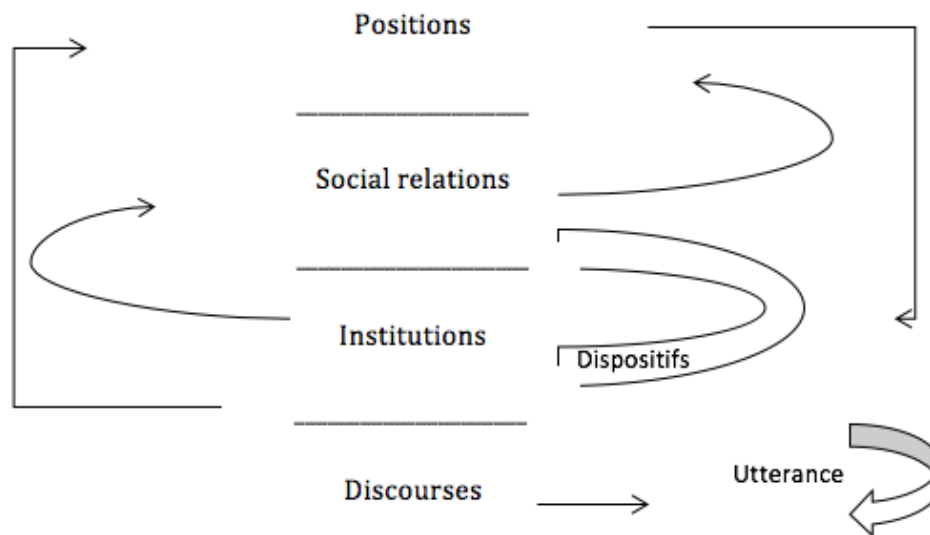 Positions
Social relations
Institutions
Dispositifs
Utterance
Discourses